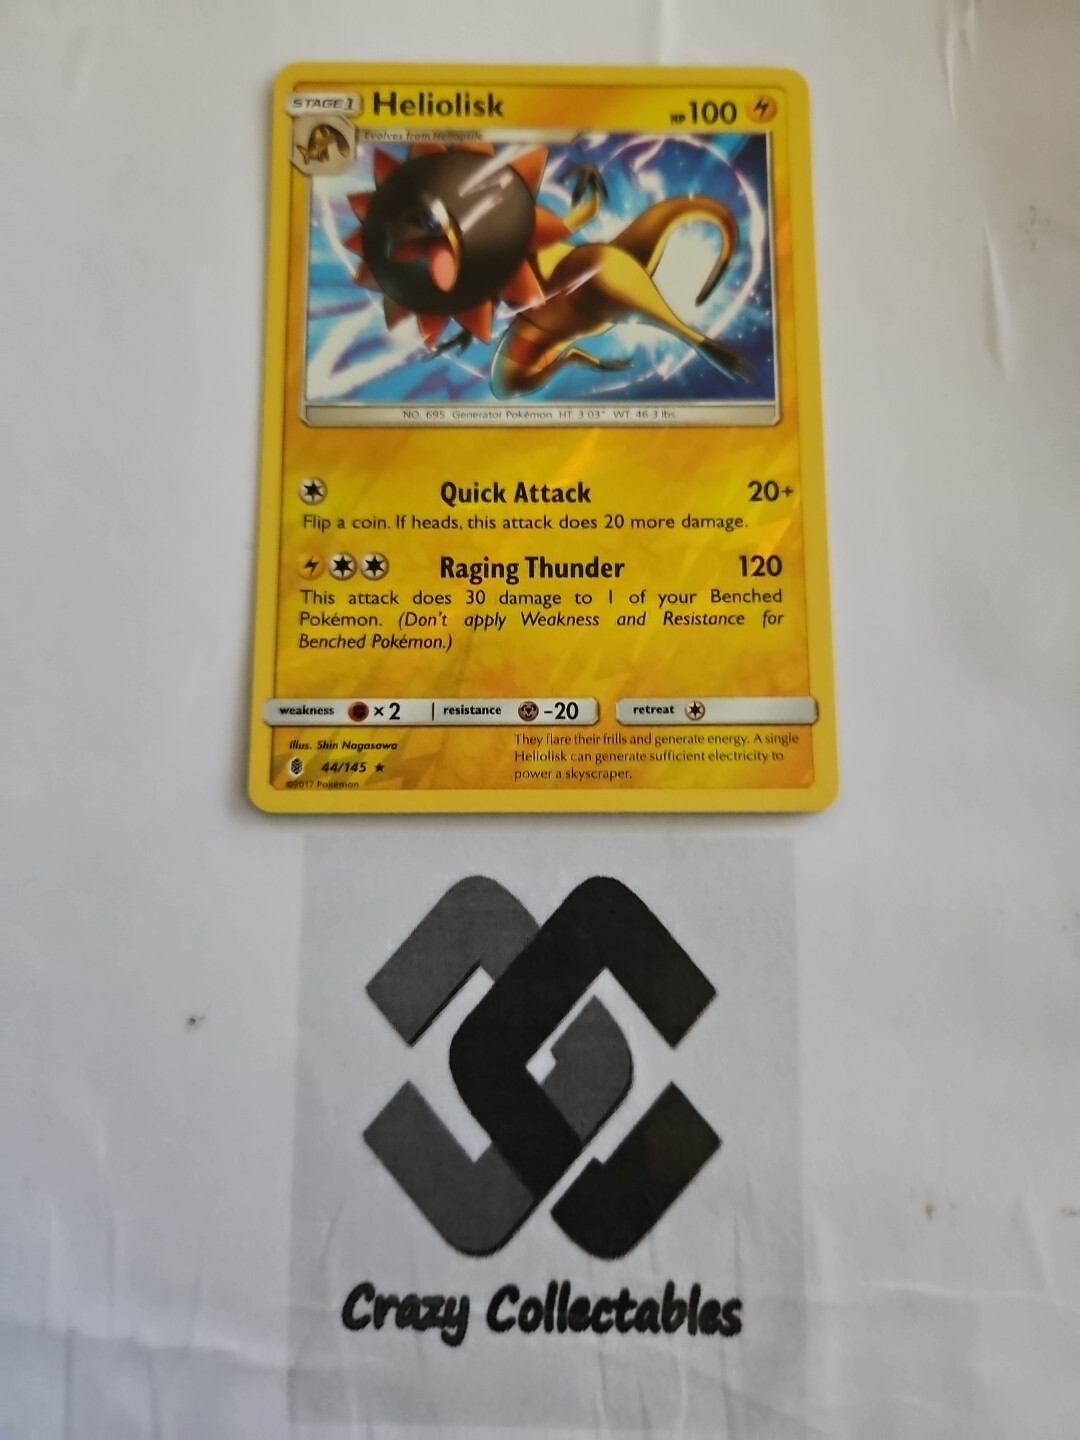 STAGE 1 Heliolisk HP 100
Evolves from Helioptile
NO. 695 Generator Pokémon HT: 3'03" WT: 46.3 lbs.
Quick Attack 20+
Flip a coin. If heads, this attack does 20 more damage.
Raging Thunder 120
This attack does 30 damage to 1 of your Benched
Pokémon. (Don't apply Weakness and Resistance for
Benched Pokémon.)
weakness ×2 resistance -20 retreat
Illus. Shin Nagasawa
44/145
©2017 Pokémon
They flare their frills and generate energy. A single
Heliolisk can generate sufficient electricity to
power a skyscraper.
Crazy Collectables